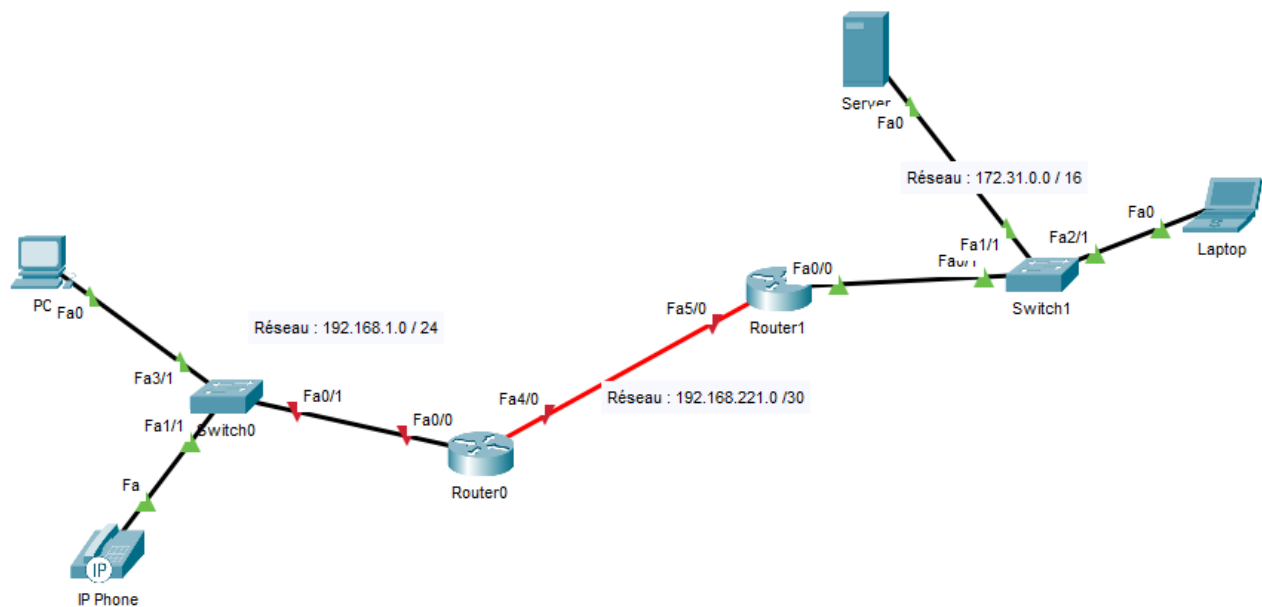 Server
Fa0
Réseau : 172.31.0.0 / 16
Fa0
Laptop
Fa1/1
Fa2/1
Fa0/1
Switch1
Fa0/0
Router1
Fa5/0
PC
Fa0
Réseau : 192.168.1.0 / 24
Fa3/1
Fa0/1
Fa1/1
Switch0
Fa0/0
Router0
Fa4/0
Réseau : 192.168.221.0 /30
Fa
IP
IP Phone